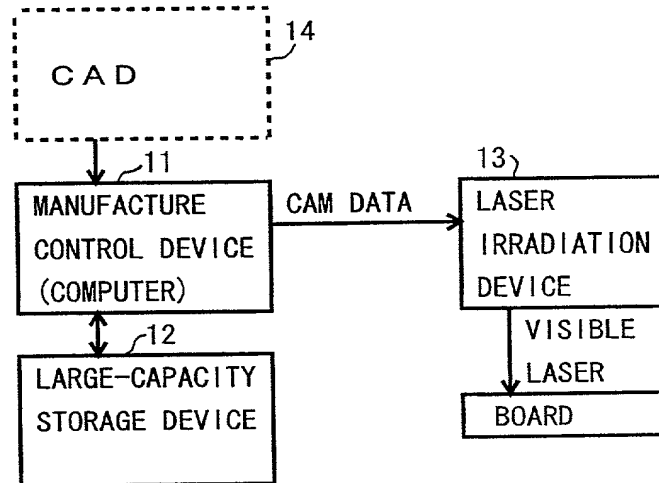 14
CAD
11
MANUFACTURE
CONTROL DEVICE
(COMPUTER)
CAM DATA
13
LASER
IRRADIATION
DEVICE
12
LARGE-CAPACITY
STORAGE DEVICE
VISIBLE
LASER
BOARD